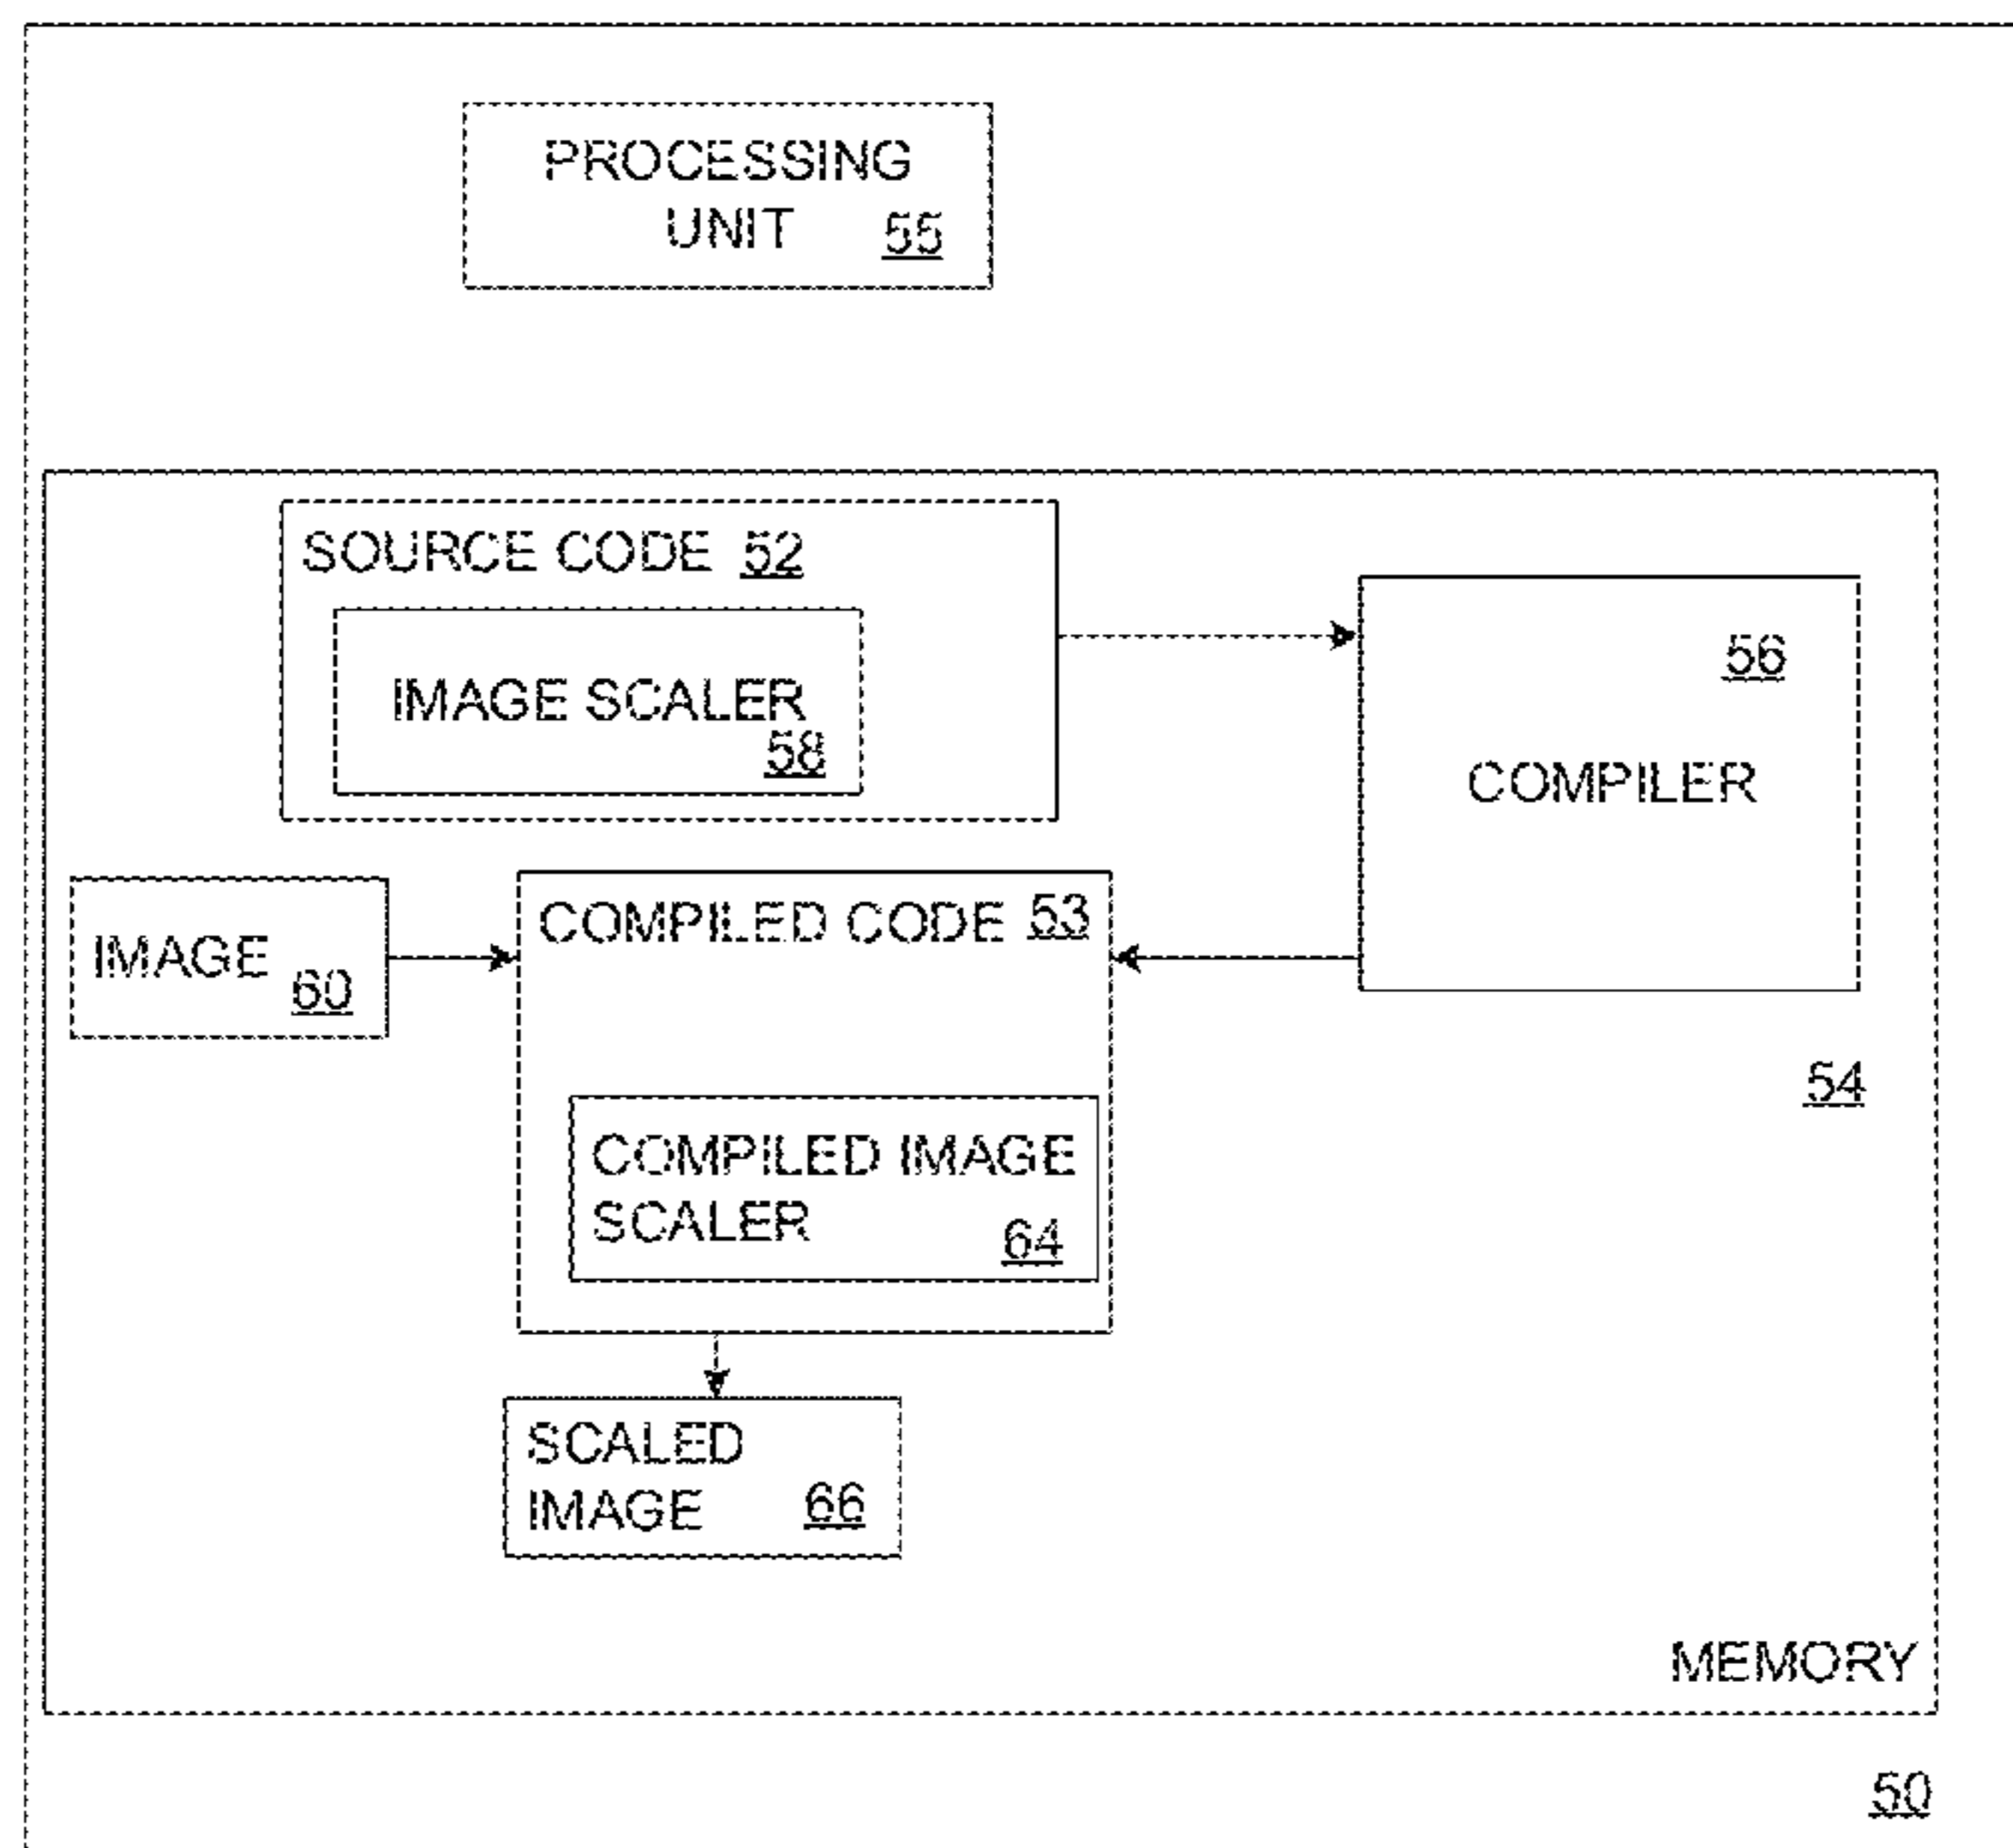 PROCESSING
UNIT 55
SOURCE CODE 52
IMAGE SCALER
58
56
COMPILER
IMAGE
60
COMPILED CODE 53
COMPILED IMAGE
SCALER 64
54
SCALED
IMAGE 66
MEMORY
50